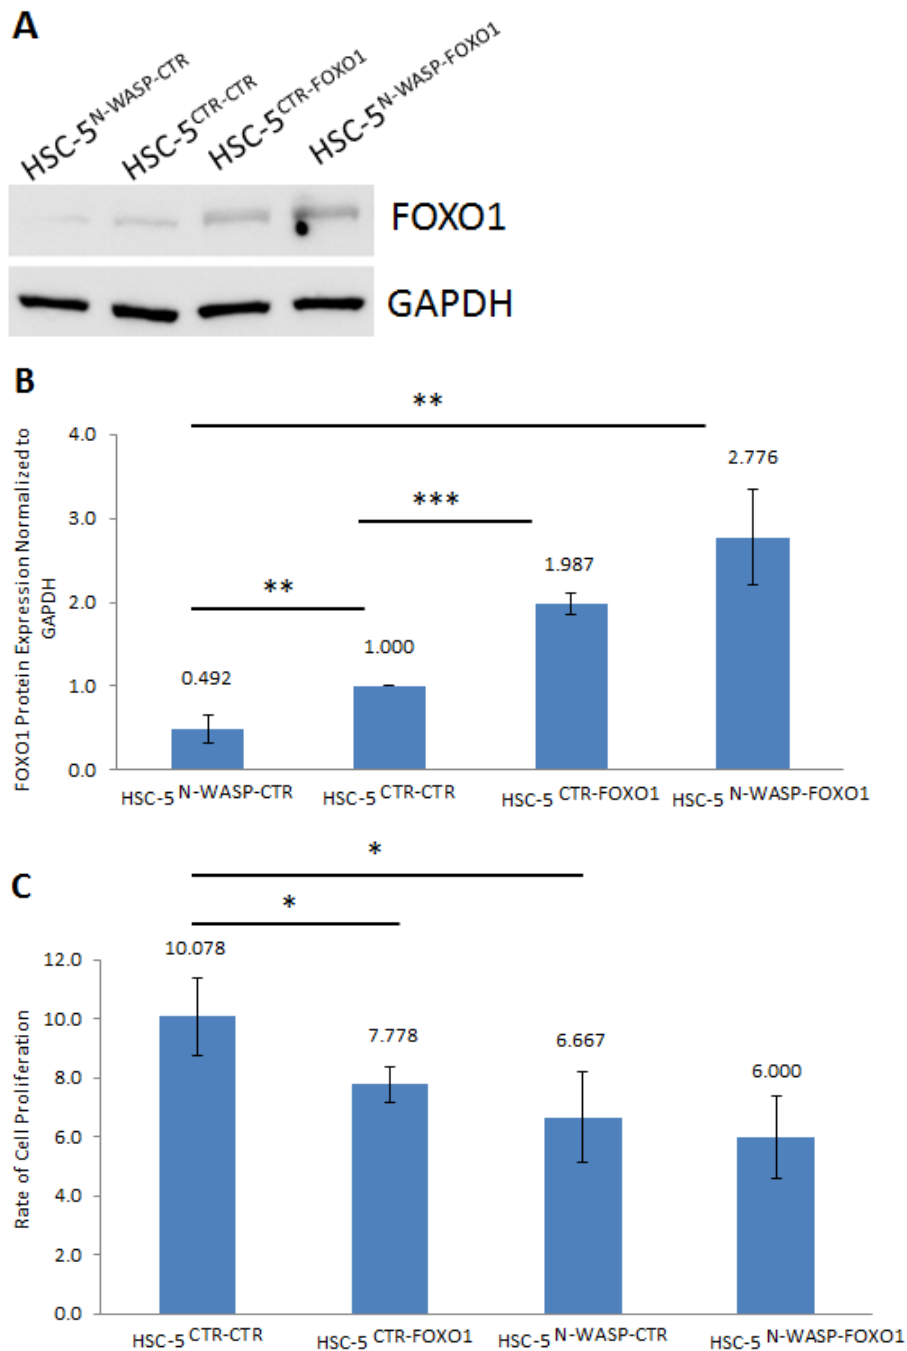 A
HSC-5N-WASP-CTR
HSC-5CTR-CTR
HSC-5CTR-FOXO1
HSC-5N-WASP-FOXO1
FOXO1
GAPDH
B
FOXO1 Protein Expression Normalized to
GAPDH
**
4.0
2.776
***
3.0
1.987
**
2.0
1.000
0.492
1.0
0.0
HSC-5 N-WASP-CTR
HSC-5 CTR-CTR
HSC-5 CTR-FOXO1
HSC-5 N-WASP-FOXO1
C
Rate of Cell Proliferation
*
*
10.078
12.0
7.778
6.667
6.000
10.0
8.0
6.0
4.0
2.0
0.0
HSC-5 CTR-CTR
HSC-5 CTR-FOXO1
HSC-5 N-WASP-CTR
HSC-5 N-WASP-FOXO1